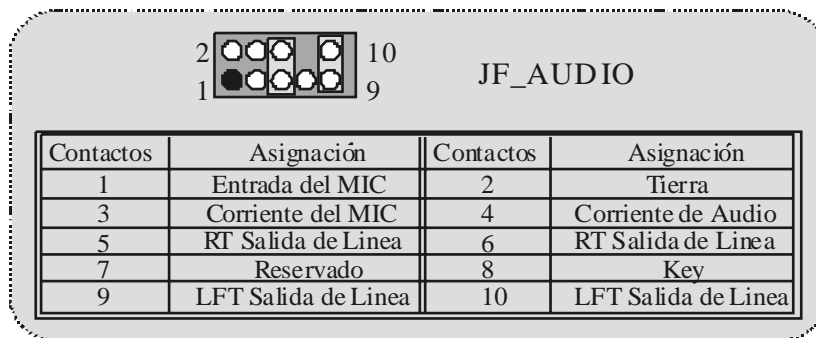 2 10
1 9
JF_AUDIO
Contactos Asignación Contactos Asignación
1 Entrada del MIC 2 Tierra
3 Corriente del MIC 4 Corriente de Audio
5 RT Salida de Linea 6 RT Salida de Linea
7 Reservado 8 Key
9 LFT Salida de Linea 10 LFT Salida de Linea